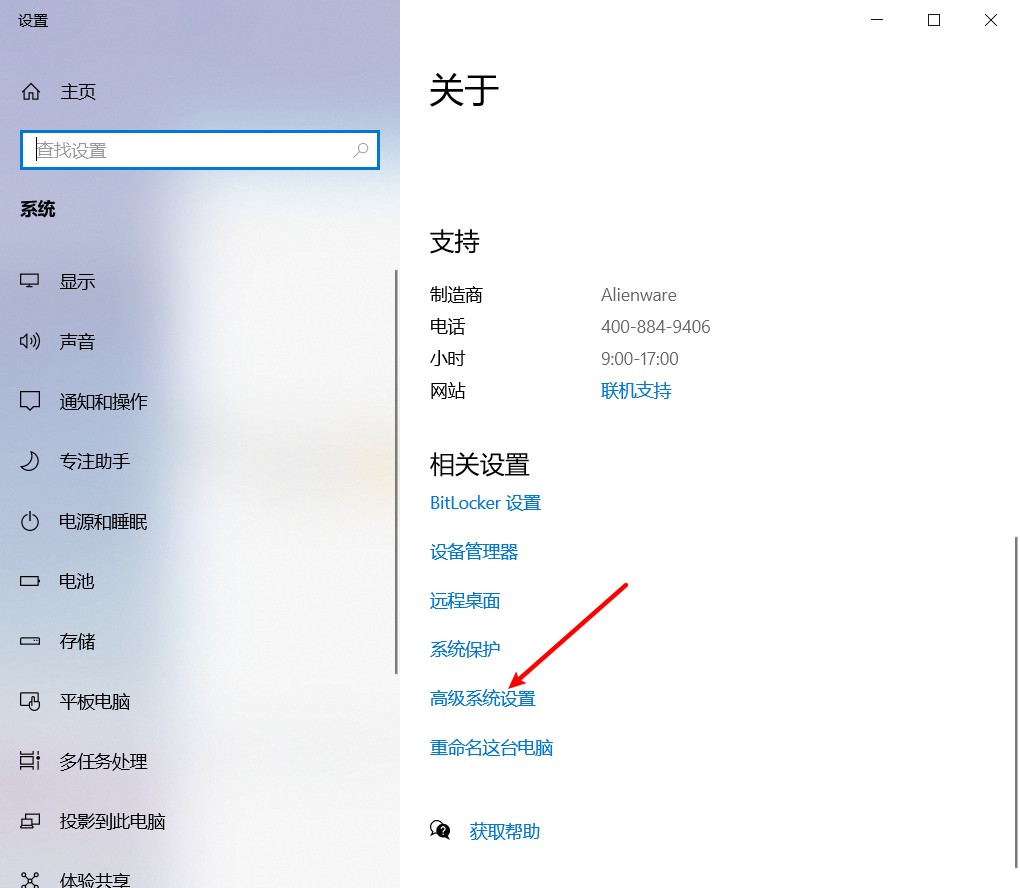 设置
主页
查找设置
系统
显示
声音
通知和操作
专注助手
电源和睡眠
电池
存储
平板电脑
多任务处理
投影到此电脑
体验共享
关于
支持
制造商 Alienware
电话 400-884-9406
小时 9:00-17:00
网站 联机支持
相关设置
BitLocker 设置
设备管理器
远程桌面
系统保护
高级系统设置
重命名这台电脑
获取帮助